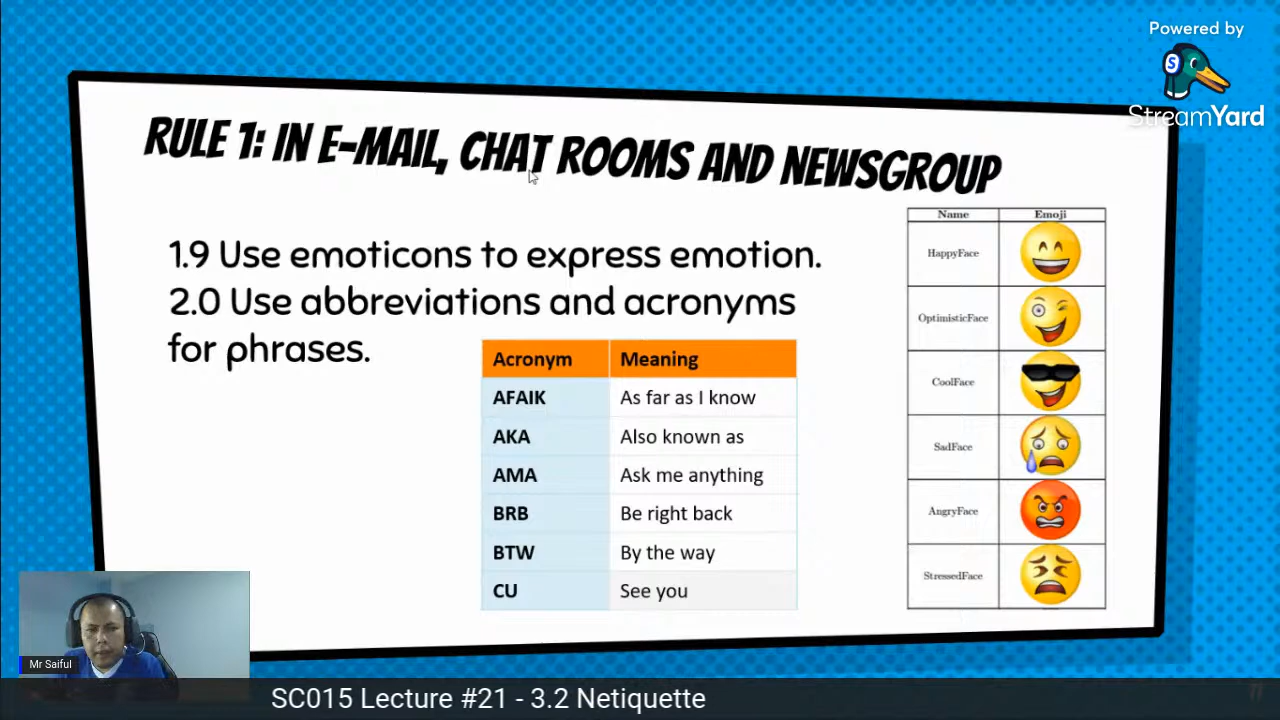 Powered by
StreamYard
RULE 1: IN E-MAIL, CHAT ROOMS AND NEWSGROUP
1.9 Use emoticons to express emotion.
2.0 Use abbreviations and acronyms
for phrases.
Acronym Meaning
AFAIK As far as I know
AKA Also known as
AMA Ask me anything
BRB Be right back
BTW By the way
CU See you
Name Emoji
HappyFace
OptimisticFace
CoolFace
SadFace
AngryFace
StressedFace
Mr Saiful
SC015 Lecture #21 - 3.2 Netiquette